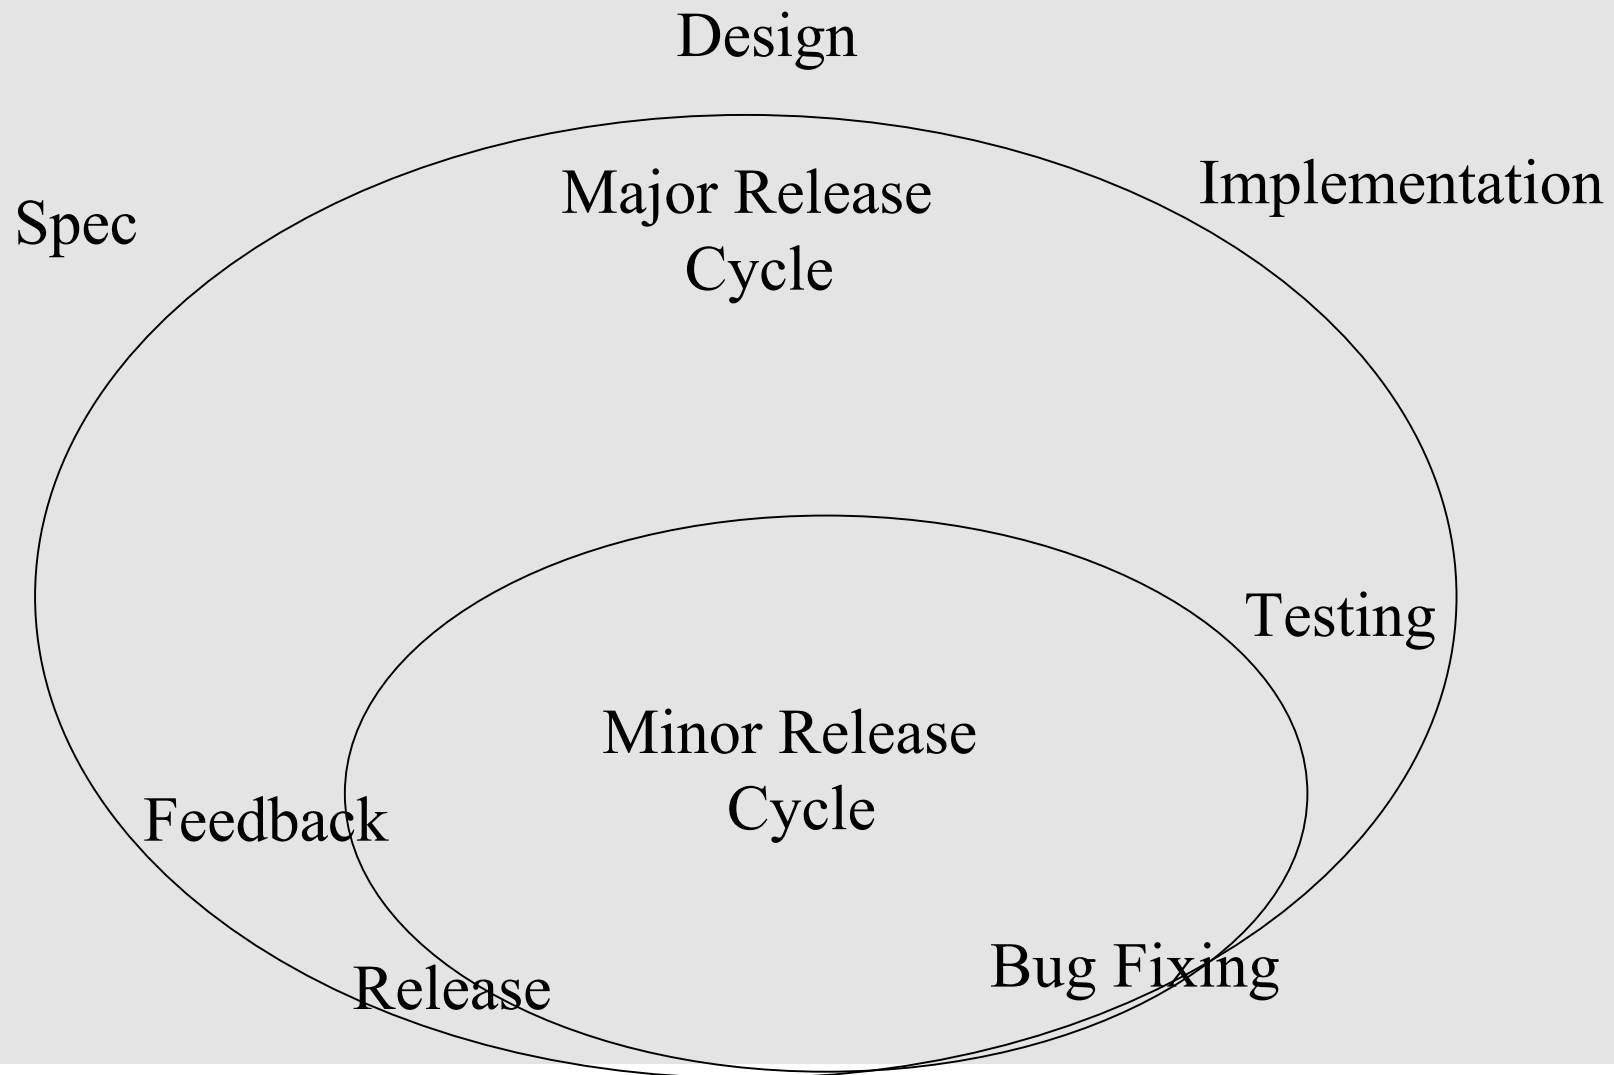 Design
Implementation
Spec
Major Release
Cycle
Testing
Minor Release
Cycle
Feedback
Bug Fixing
Release